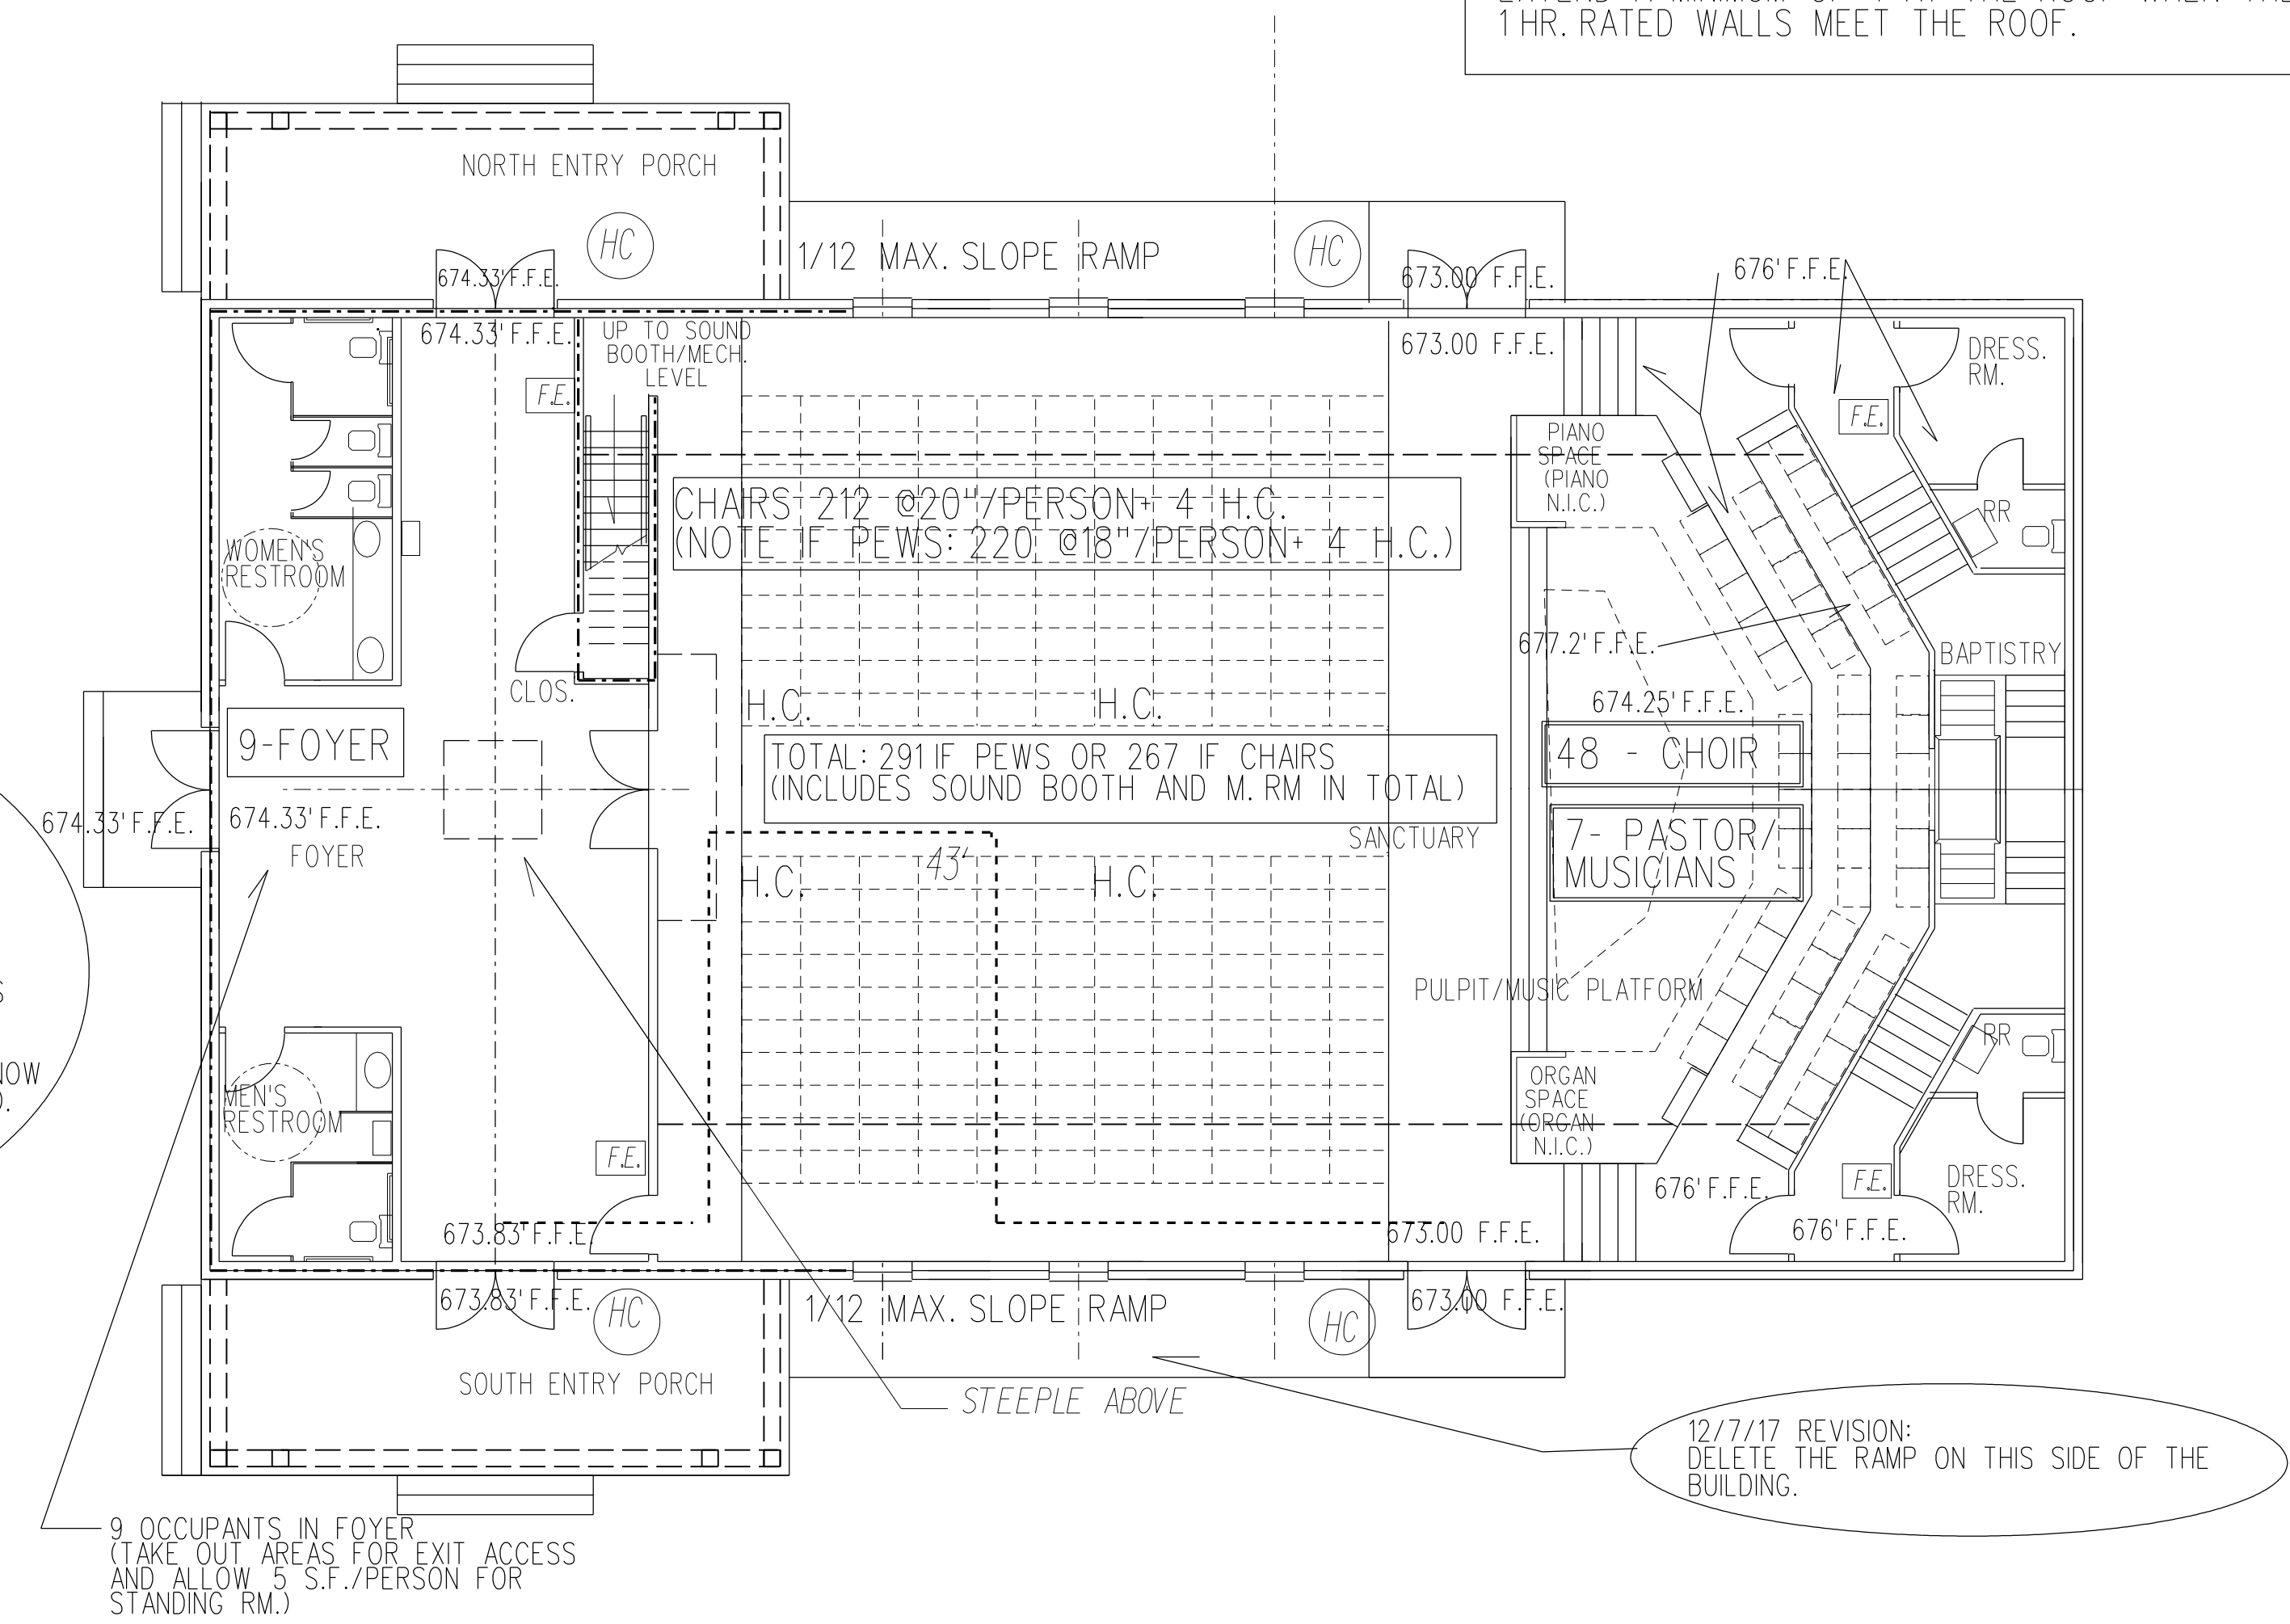 1 HR. RATED WALLS MEET THE ROOF.
NORTH ENTRY PORCH
HC
1/12 MAX. SLOPE RAMP
HC
674.33' F.F.E.
673.00 F.F.E.
676' F.F.E.
674.33' F.F.E.
UP TO SOUND
BOOTH/MECH.
LEVEL
673.00 F.F.E.
DRESS.
RM.
F.E.
F.E.
PIANO
SPACE
(PIANO
N.I.C.)
CHAIRS 212 @20"/PERSON+ 4 H.C.
(NOTE IF PEWS: 220 @18"/PERSON+ 4 H.C.)
RR
WOMEN'S
RESTROOM
677.2' F.F.E.
BAPTISTRY
CLOS.
H.C.
H.C.
674.25' F.F.E.
9-FOYER
TOTAL: 291 IF PEWS OR 267 IF CHAIRS
(INCLUDES SOUND BOOTH AND M. RM IN TOTAL)
48 - CHOIR
674.33' F.F.E.
674.33' F.F.E.
FOYER
SANCTUARY
7- PASTOR/
MUSICIANS
43'
H.C.
H.C.
PULPIT/MUSIC PLATFORM
S
NOW
RR
MEN'S
RESTROOM
ORGAN
SPACE
(ORGAN
N.I.C.)
F.E.
F.E.
676' F.F.E.
DRESS.
RM.
673.83' F.F.E.
673.00 F.F.E.
676' F.F.E.
673.83' F.F.E.
HC
1/12 MAX. SLOPE RAMP
HC
673.00 F.F.E.
SOUTH ENTRY PORCH
STEEPLE ABOVE
12/7/17 REVISION:
DELETE THE RAMP ON THIS SIDE OF THE
BUILDING.
9 OCCUPANTS IN FOYER
(TAKE OUT AREAS FOR EXIT ACCESS
AND ALLOW 5 S.F./PERSON FOR
STANDING RM.)